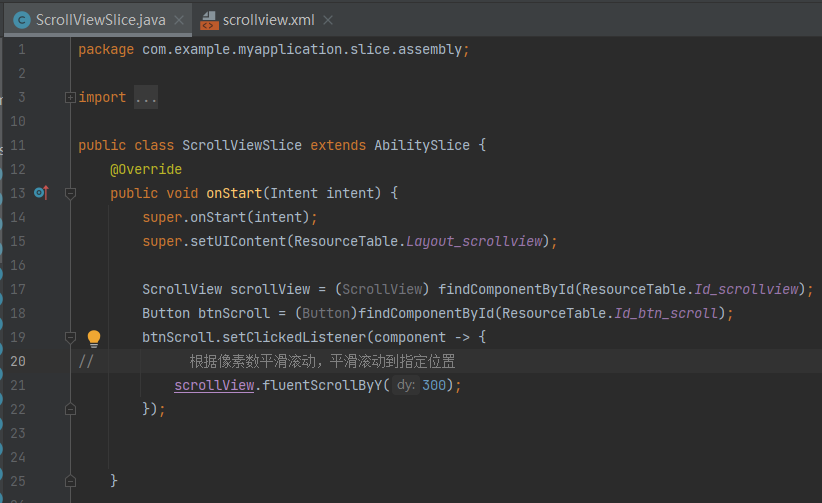 ScrollViewSlice.java
scrollview.xml
1 package com.example.myapplication.slice.assembly;
2
3 import ...
10
11 public class ScrollViewSlice extends AbilitySlice {
12 @Override
13 public void onStart(Intent intent) {
14 super.onStart(intent);
15 super.setUIContent(ResourceTable.Layout_scrollview);
16
17 ScrollView scrollView = (ScrollView) findComponentById(ResourceTable.Id_scrollview);
18 Button btnScroll = (Button)findComponentById(ResourceTable.Id_btn_scroll);
19 btnScroll.setClickedListener(component -> {
20 // 根据像素数平滑滚动，平滑滚动到指定位置
21 scrollView.fluentScrollByY( dy: 300);
22 });
23
24
25 }